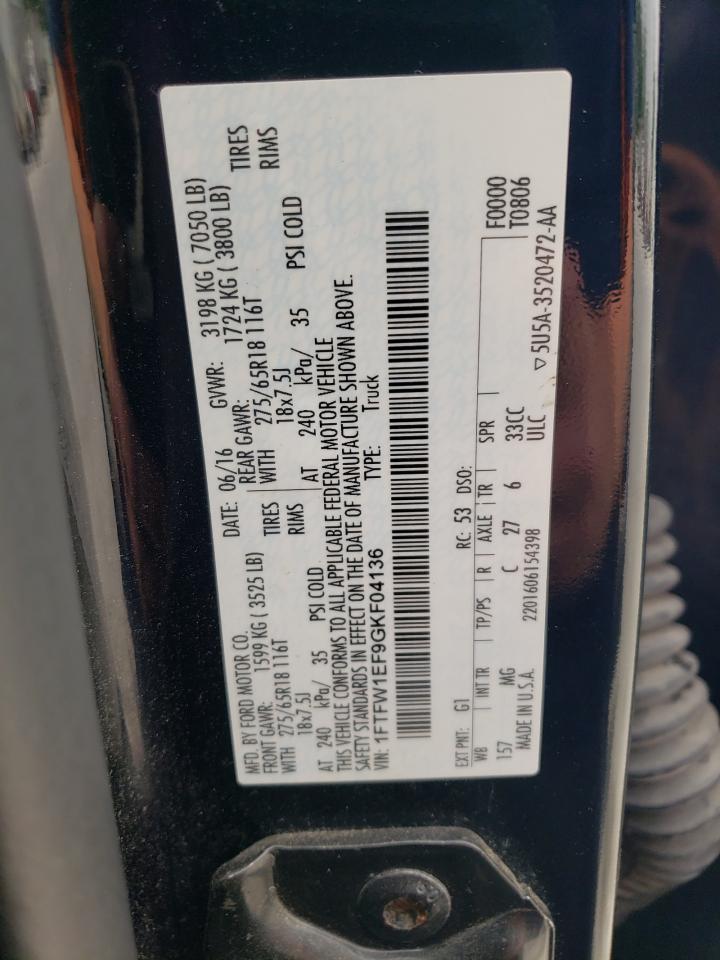 MFD. BY FORD MOTOR CO. DATE: 06/16 GVWR: 3198 KG ( 7050 LB)
FRONT GAWR: 1599 KG ( 3525 LB) REAR GAWR: 1724 KG ( 3800 LB)
WITH 275/65R18 116T TIRES WITH 275/65R18 116T TIRES
18x7.5J RIMS 18x7.5J RIMS
AT 240 kPa/ 35 PSI COLD AT 240 kPa/ 35 PSI COLD
THIS VEHICLE CONFORMS TO ALL APPLICABLE FEDERAL MOTOR VEHICLE
SAFETY STANDARDS IN EFFECT ON THE DATE OF MANUFACTURE SHOWN ABOVE.
VIN: 1FTFW1EF9GKF04136 TYPE: Truck
EXT PNT: G1 RC: 53 DSO: F0000
WB INT TR TP/PS R AXLE TR SPR T0806
157 MG C 27 6 33CC
MADE IN U.S.A. 2201606154398 ULC ▽5U5A-3520472-AA